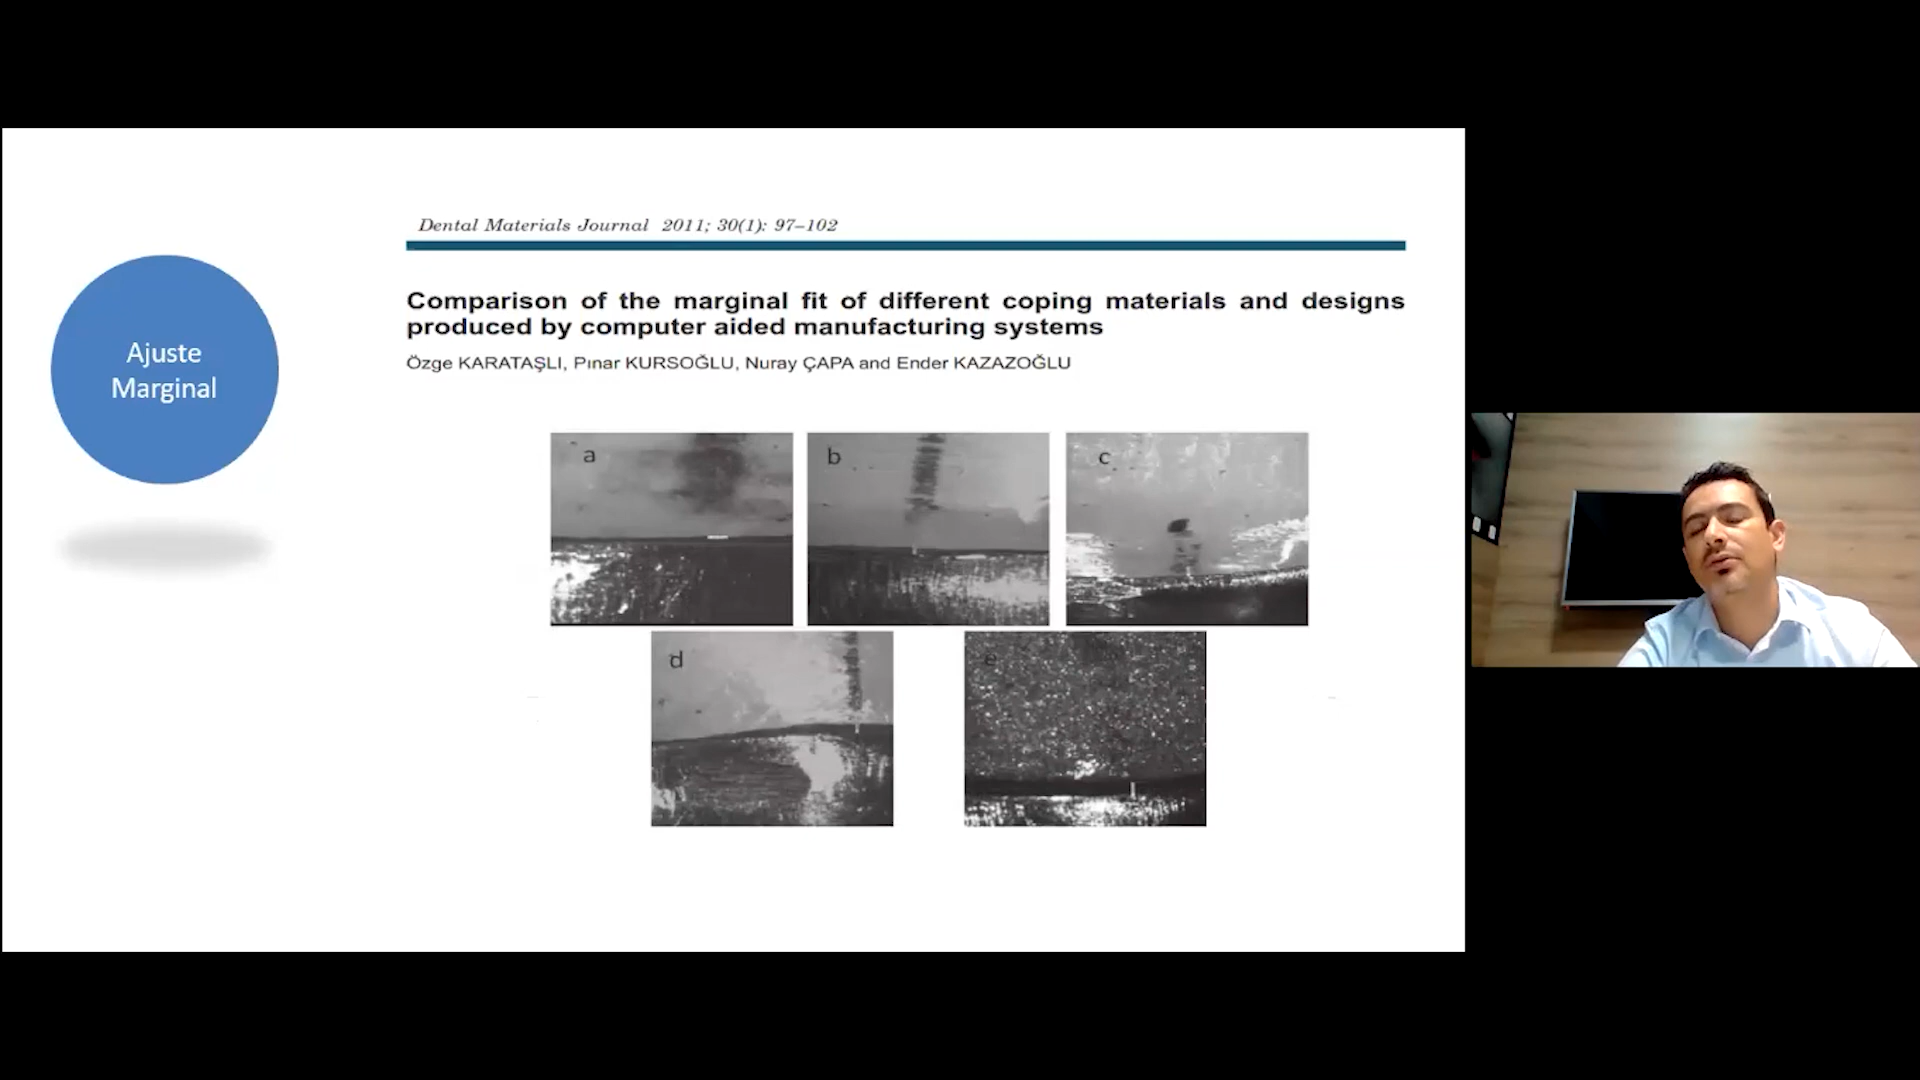 Ajuste
Marginal
Dental Materials Journal 2011; 30(1): 97–102
Comparison of the marginal fit of different coping materials and designs
produced by computer aided manufacturing systems
Özge KARATAŞLI, Pınar KURSOĞLU, Nuray ÇAPA and Ender KAZAZOĞLU
a
b
c
d
e